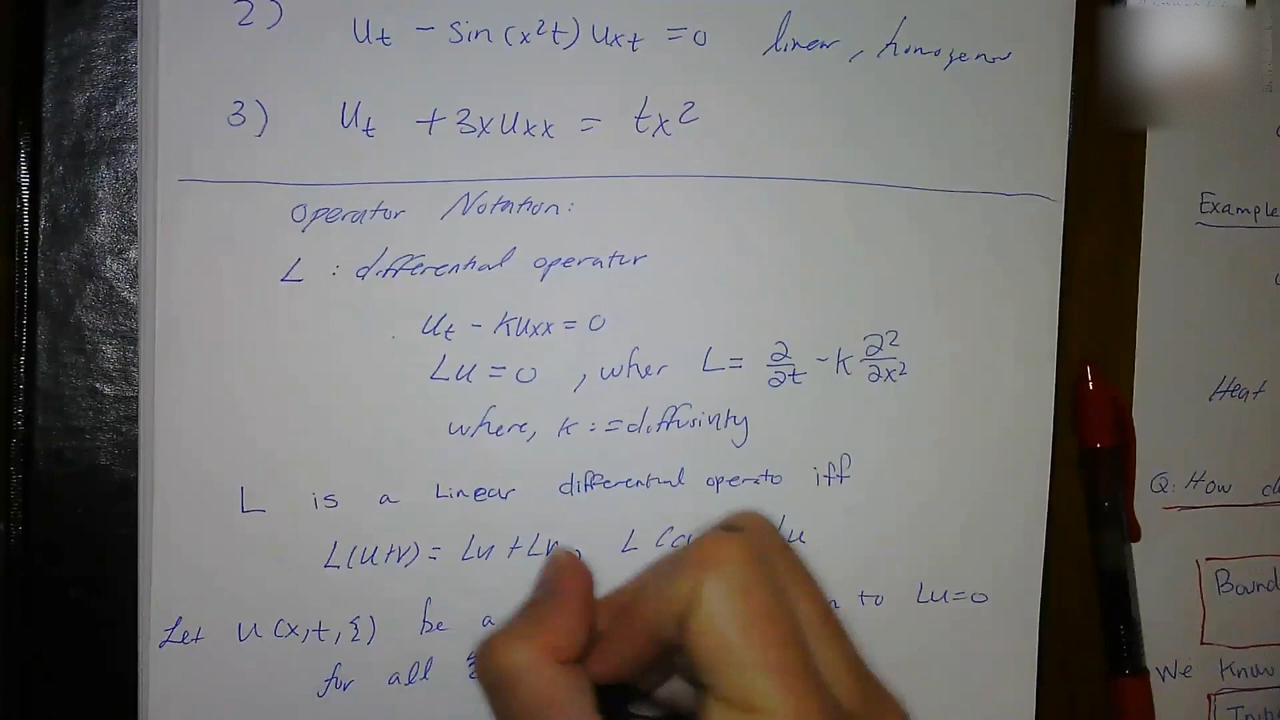 2) Ut - Sin(x²t) Uxt = 0 linear, homogenous
3) Ut + 3xUxx = tx²
Operator Notation:
L : differential operator
Ut - KUxx = 0
Lu = 0 , wher L = ∂/∂t - K ∂²/∂x²
where, K := diffusivity
L is a Linear differential operato iff
L(u+v) = Lu + Lv, L Lu
Let u(x,t,ξ) be a to Lu=0
for all
Example
Heat
Q: How
Bound
We Know